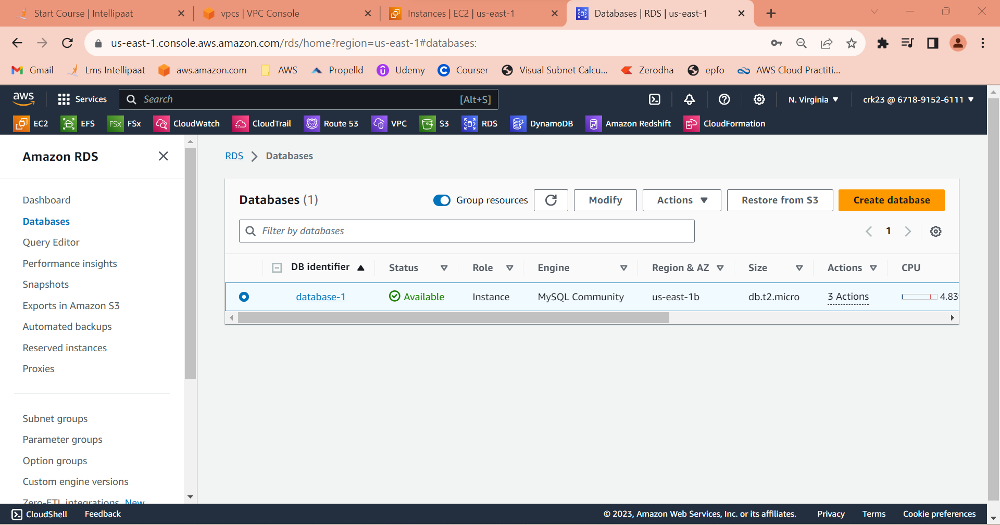 Start Course | Intellipaat
vpcs | VPC Console
Instances | EC2 | us-east-1
Databases | RDS | us-east-1
us-east-1.console.aws.amazon.com/rds/home?region=us-east-1#databases:
Gmail Lms Intellipaat aws.amazon.com AWS Propelld Udemy Courser Visual Subnet Calcu... Zerodha epfo AWS Cloud Practiti...
aws Services Search [Alt+S] N. Virginia crk23 @ 6718-9152-6111
EC2 EFS FSx FSx CloudWatch CloudTrail 53 Route 53 VPC S3 RDS DynamoDB Amazon Redshift CloudFormation
Amazon RDS
Dashboard
Databases
Query Editor
Performance insights
Snapshots
Exports in Amazon S3
Automated backups
Reserved instances
Proxies
Subnet groups
Parameter groups
Option groups
Custom engine versions
Zero-ETL integrations New
RDS Databases
Databases (1) Group resources Modify Actions Restore from S3 Create database
Filter by databases 1
DB identifier Status Role Engine Region & AZ Size Actions CPU
database-1 Available Instance MySQL Community us-east-1b db.t2.micro 3 Actions 4.83
CloudShell Feedback © 2023, Amazon Web Services, Inc. or its affiliates. Privacy Terms Cookie preferences